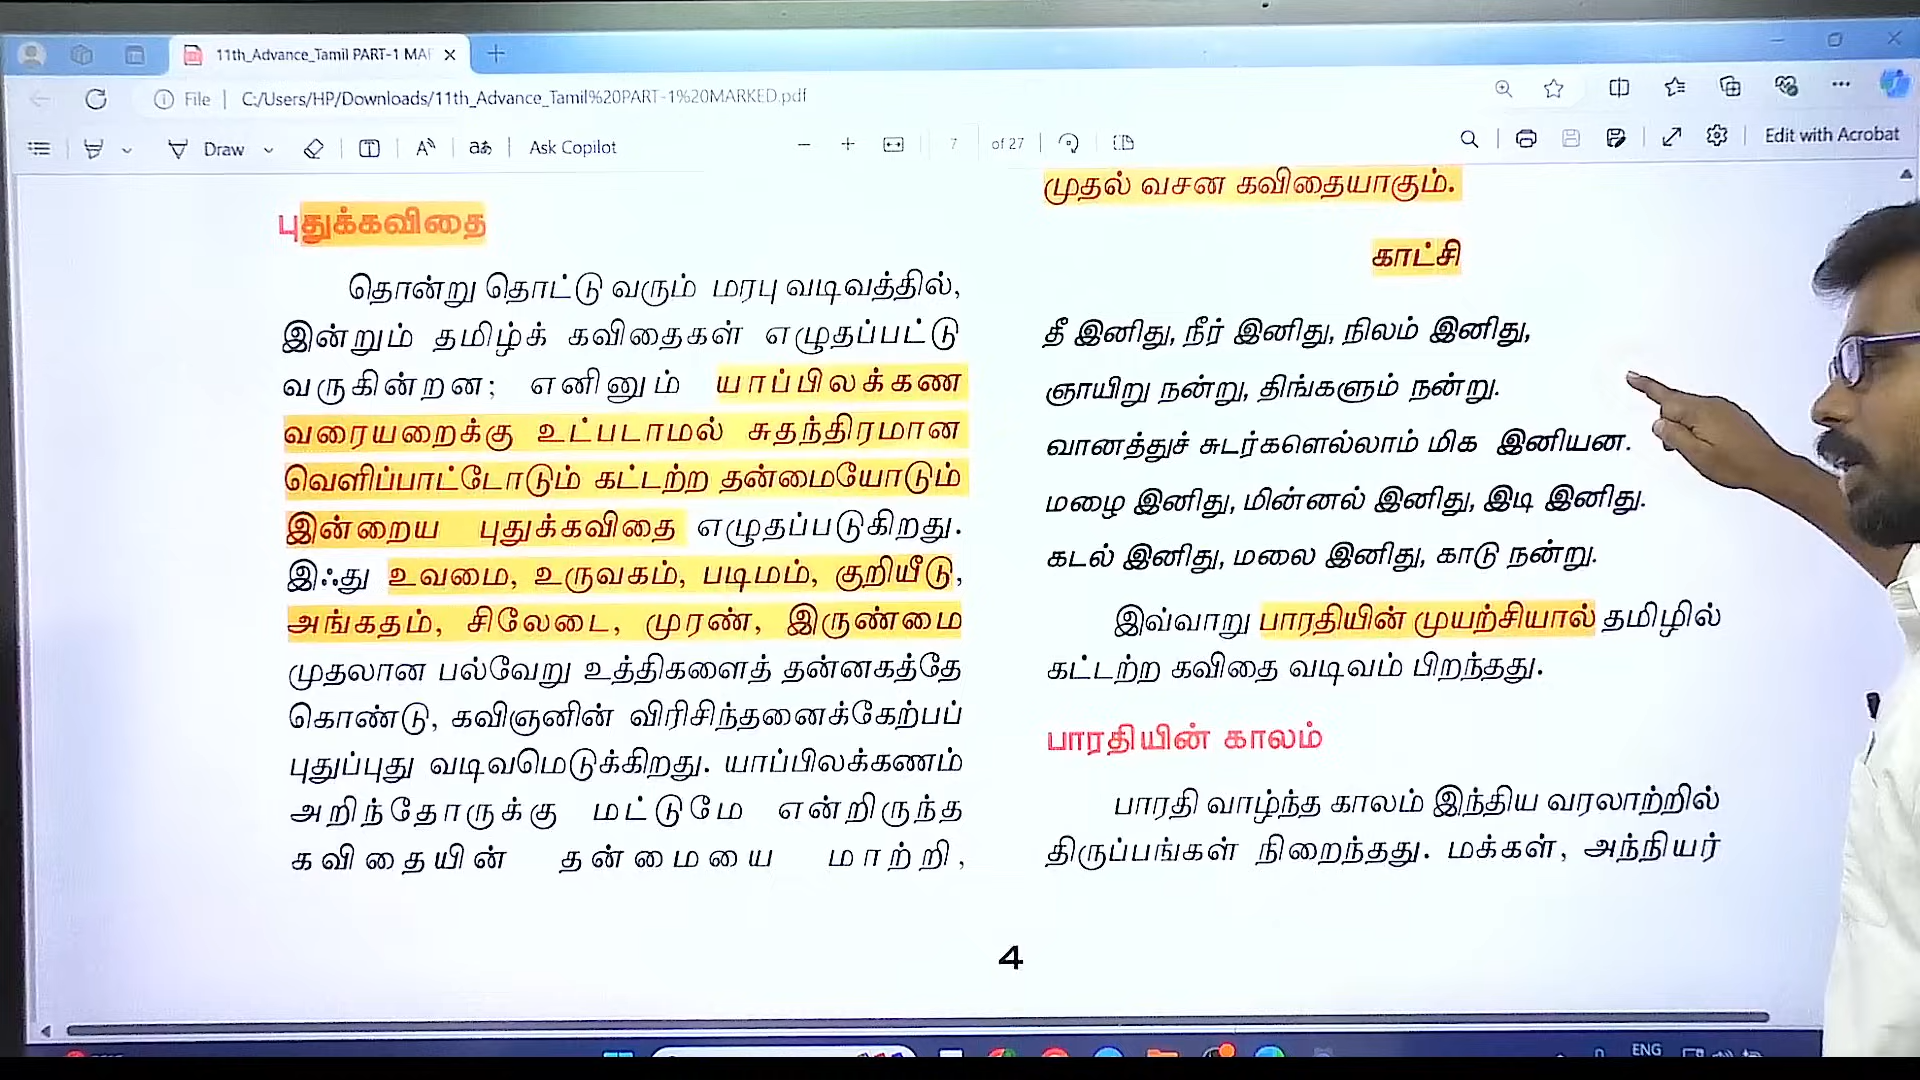 11th_Advance_Tamil PART-1 MAR
File
C:/Users/HP/Downloads/11th_Advance_Tamil%20PART-1%20MARKED.pdf
Draw
Ask Copilot
7 of 27
Edit with Acrobat
புதுக்கவிதை
தொன்று தொட்டு வரும் மரபு வடிவத்தில்,
இன்றும் தமிழ்க் கவிதைகள் எழுதப்பட்டு
வருகின்றன; எனினும் யாப்பிலக்கண
வரையறைக்கு உட்படாமல் சுதந்திரமான
வெளிப்பாட்டோடும் கட்டற்ற தன்மையோடும்
இன்றைய புதுக்கவிதை எழுதப்படுகிறது.
இஃது உவமை, உருவகம், படிமம், குறியீடு,
அங்கதம், சிலேடை, முரண், இருண்மை
முதலான பல்வேறு உத்திகளைத் தன்னகத்தே
கொண்டு, கவிஞனின் விரிசிந்தனைக்கேற்பப்
புதுப்புது வடிவமெடுக்கிறது. யாப்பிலக்கணம்
அறிந்தோருக்கு மட்டுமே என்றிருந்த
கவிதையின் தன்மையை மாற்றி,
முதல் வசன கவிதையாகும்.
காட்சி
தீ இனிது, நீர் இனிது, நிலம் இனிது,
ஞாயிறு நன்று, திங்களும் நன்று.
வானத்துச் சுடர்களெல்லாம் மிக இனியன.
மழை இனிது, மின்னல் இனிது, இடி இனிது.
கடல் இனிது, மலை இனிது, காடு நன்று.
இவ்வாறு பாரதியின் முயற்சியால் தமிழில்
கட்டற்ற கவிதை வடிவம் பிறந்தது.
பாரதியின் காலம்
பாரதி வாழ்ந்த காலம் இந்திய வரலாற்றில்
திருப்பங்கள் நிறைந்தது. மக்கள், அந்நியர்
4
ENG